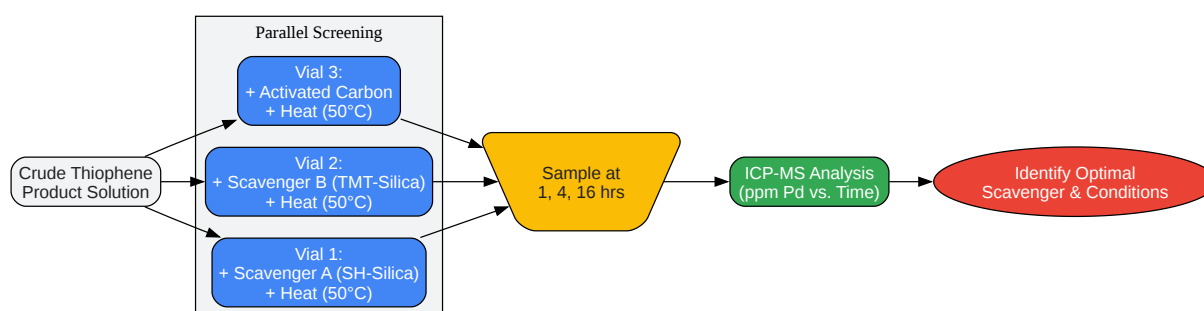 Parallel Screening
Vial 3:
+ Activated Carbon
+ Heat (50°C)
Crude Thiophene
Product Solution
Vial 2:
+ Scavenger B (TMT-Silica)
+ Heat (50°C)
Vial 1:
+ Scavenger A (SH-Silica)
+ Heat (50°C)
Sample at
1, 4, 16 hrs
ICP-MS Analysis
(ppm Pd vs. Time)
Identify Optimal
Scavenger & Conditions